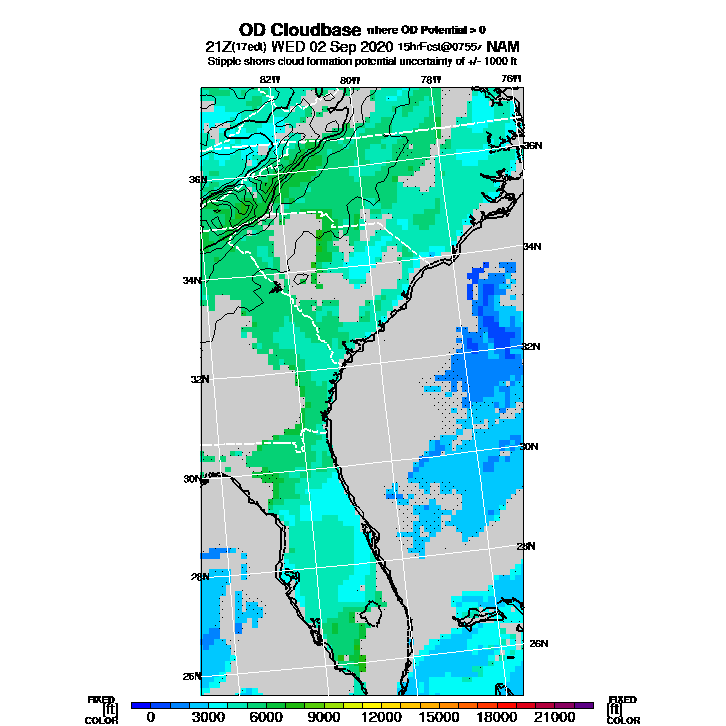 OD Cloudbase where OD Potential > 0
21Z(17edt) WED 02 Sep 2020 15hrFcst@0755z NAM
Stipple shows cloud formation potential uncertainty of +/- 1000 ft
82W 80W 78W 76W
36N
36N
34N
34N
32N
32N
30N
30N
28N
28N
26N
26N
FIXED FIXED
[ft] [ft]
COLOR COLOR
0 3000 6000 9000 12000 15000 18000 21000